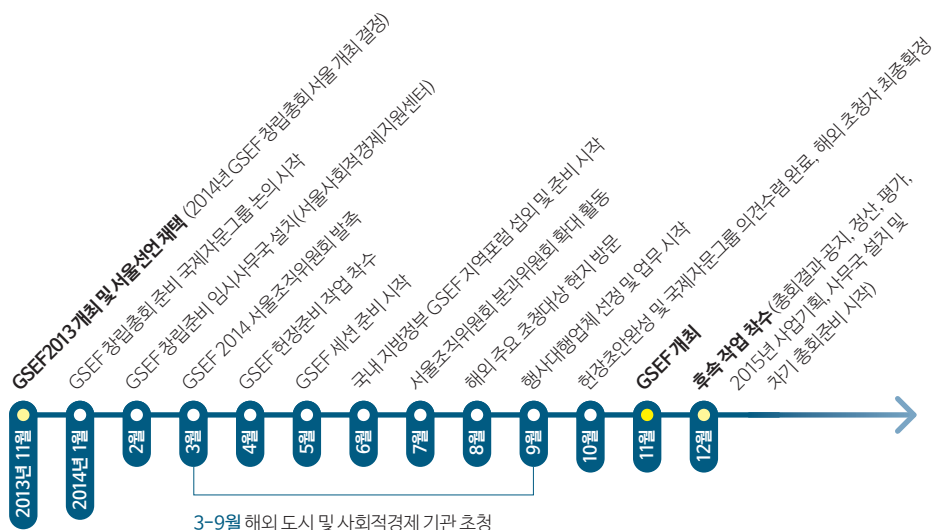 GSEF2013 개최 및 서울선언 채택 (2014년 GSEF 창립총회 서울 개최 결정)
GSEF 창립총회 준비 국제자문그룹 논의 시작
GSEF 창립준비 임시사무국 설치(서울사회적경제지원센터)
GSEF 2014 서울조직위원회 발족
GSEF 헌장준비 작업 착수
GSEF 세션 준비 시작
국내 지방정부 GSEF 지역포럼 섭외 및 준비 시작
서울조직위원회 분과위원회 확대 활동
해외 주요 초청대상 현지 방문
행사대행업체 선정 및 업무 시작
헌장초안완성 및 국제자문그룹 의견수렴 완료, 해외 초청자 최종확정
GSEF 개최
후속 작업 착수 (총회결과 공지, 정산, 평가,
2015년 사업기획, 사무국 설치 및
차기 총회준비 시작)
2013년 11월
2014년 1월
2월
3월
4월
5월
6월
7월
8월
9월
10월
11월
12월
3-9월 해외 도시 및 사회적경제 기관 초청